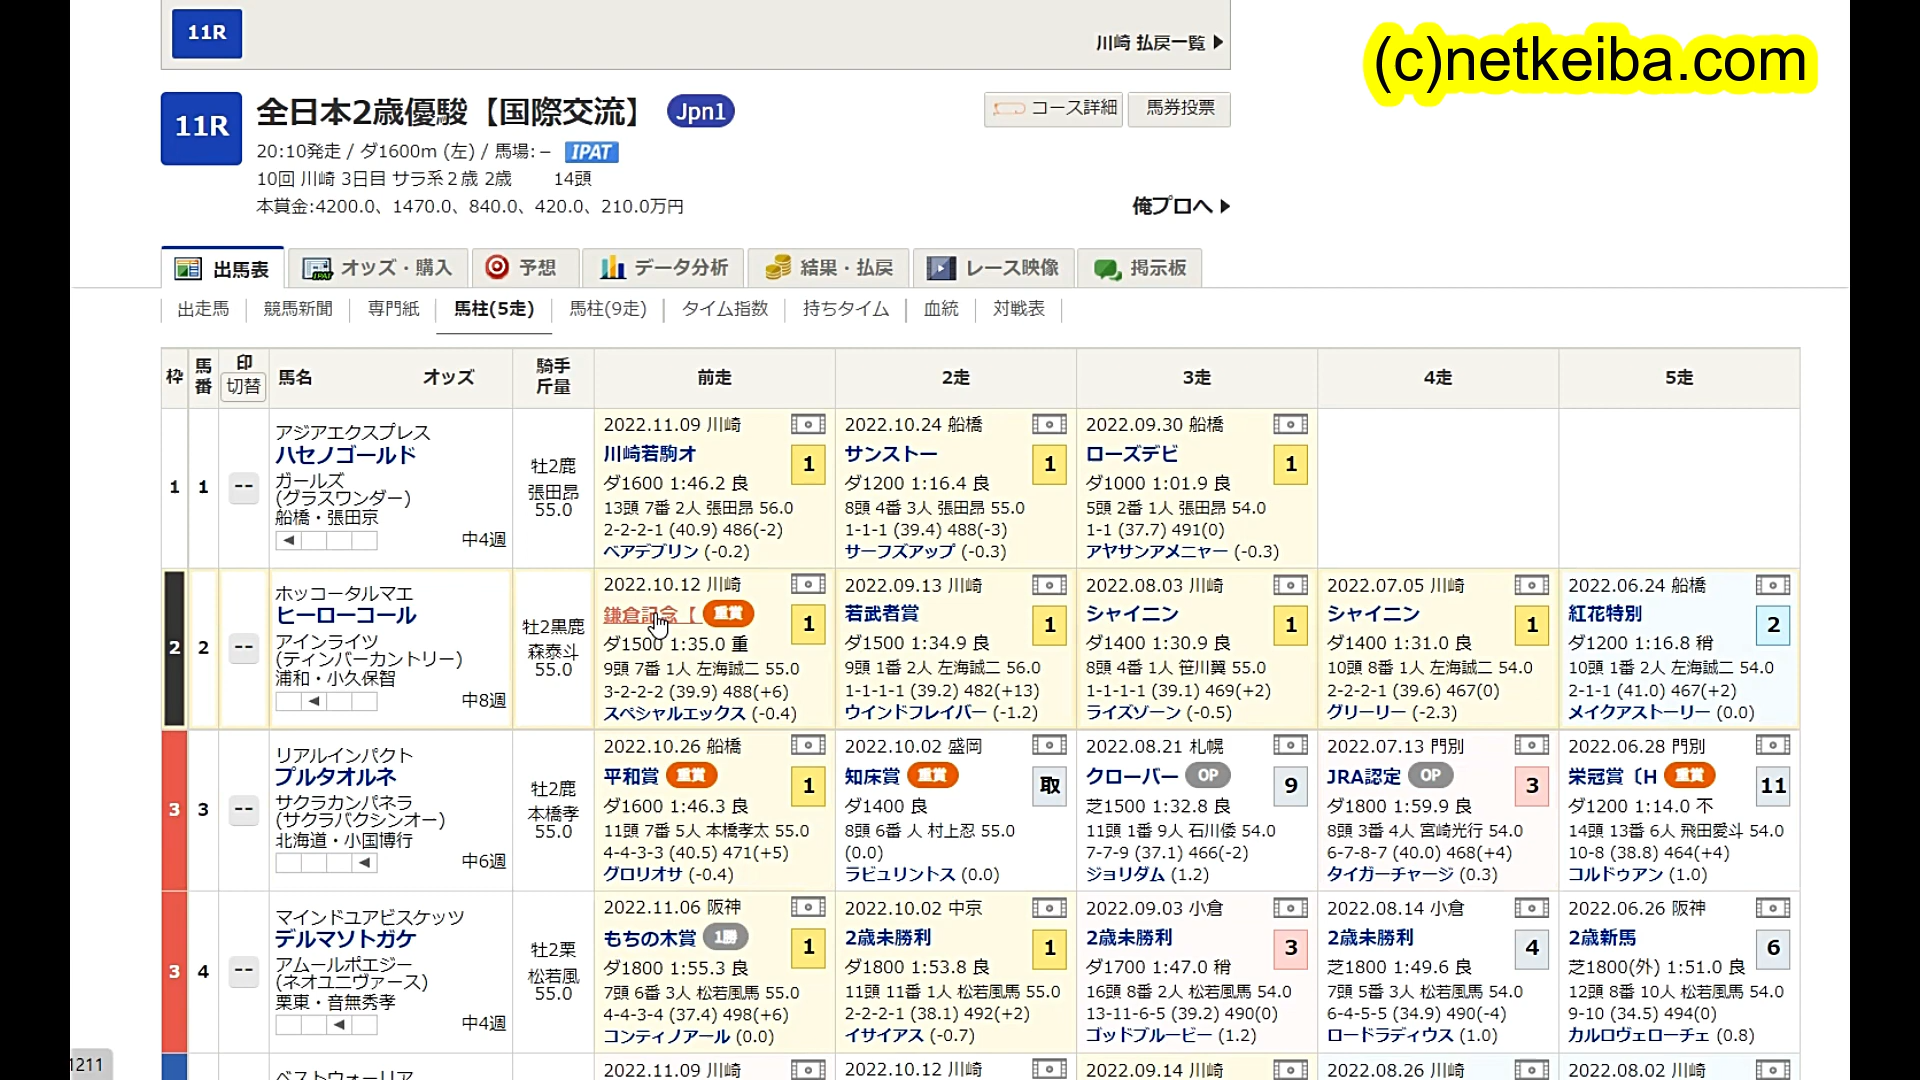 11R
川崎 払戻一覧
(c)netkeiba.com
11R
全日本2歳優駿【国際交流】 Jpn1
コース詳細 馬券投票
20:10発走 / ダ1600m (左) / 馬場:− IPAT
10回 川崎 3日目 サラ系２歳 2歳 14頭
本賞金:4200.0、1470.0、840.0、420.0、210.0万円
俺プロへ
出馬表 オッズ・購入 予想 データ分析 結果・払戻 レース映像 掲示板
出走馬 競馬新聞 専門紙 馬柱(5走) 馬柱(9走) タイム指数 持ちタイム 血統 対戦表
枠 馬番 印 切替 馬名 オッズ 騎手斤量 前走 2走 3走 4走 5走
1 1 --
アジアエクスプレス
ハセノゴールド
ガールズ
(グラスワンダー)
船橋・張田京
中4週
牡2鹿
張田昂
55.0
2022.11.09 川崎
川崎若駒オ 1
ダ1600 1:46.2 良
13頭 7番 2人 張田昂 56.0
2-2-2-1 (40.9) 486(-2)
ベアデブリン (-0.2)
2022.10.24 船橋
サンストー 1
ダ1200 1:16.4 良
8頭 4番 3人 張田昂 55.0
1-1-1 (39.4) 488(-3)
サーフズアップ (-0.3)
2022.09.30 船橋
ローズデビ 1
ダ1000 1:01.9 良
5頭 2番 1人 張田昂 54.0
1-1 (37.7) 491(0)
アヤサンアメニャー (-0.3)
2 2 --
ホッコータルマエ
ヒーローコール
アインライツ
(ティンバーカントリー)
浦和・小久保智
中8週
牡2黒鹿
森泰斗
55.0
2022.10.12 川崎
鎌倉記念【 重賞 1
ダ1500 1:35.0 重
9頭 7番 1人 左海誠二 55.0
3-2-2-2 (39.9) 488(+6)
スペシャルエックス (-0.4)
2022.09.13 川崎
若武者賞 1
ダ1500 1:34.9 良
9頭 1番 2人 左海誠二 56.0
1-1-1-1 (39.2) 482(+13)
ウインドフレイバー (-1.2)
2022.08.03 川崎
シャイニン 1
ダ1400 1:30.9 良
8頭 4番 1人 笹川翼 55.0
1-1-1-1 (39.1) 469(+2)
ライズゾーン (-0.5)
2022.07.05 川崎
シャイニン 1
ダ1400 1:31.0 良
10頭 8番 1人 左海誠二 54.0
2-2-2-1 (39.6) 467(0)
グリーリー (-2.3)
2022.06.24 船橋
紅花特別 2
ダ1200 1:16.8 稍
10頭 1番 2人 左海誠二 54.0
2-1-1 (41.0) 467(+2)
メイクアストーリー (0.0)
3 3 --
リアルインパクト
プルタオルネ
サクラカンパネラ
(サクラバクシンオー)
北海道・小国博行
中6週
牡2鹿
本橋孝
55.0
2022.10.26 船橋
平和賞 重賞 1
ダ1600 1:46.3 良
11頭 7番 5人 本橋孝太 55.0
4-4-3-3 (40.5) 471(+5)
グロリオサ (-0.4)
2022.10.02 盛岡
知床賞 重賞 取
ダ1400 良
8頭 6番 人 村上忍 55.0
(0.0)
ラビュリントス (0.0)
2022.08.21 札幌
クローバー OP 9
芝1500 1:32.8 良
11頭 1番 9人 石川倭 54.0
7-7-9 (37.1) 466(-2)
ジョリダム (1.2)
2022.07.13 門別
JRA認定 OP 3
ダ1800 1:59.9 良
8頭 3番 4人 宮崎光行 54.0
6-7-8-7 (40.0) 468(+4)
タイガーチャージ (0.3)
2022.06.28 門別
栄冠賞〔H 重賞 11
ダ1200 1:14.0 不
14頭 13番 6人 飛田愛斗 54.0
10-8 (38.8) 464(+4)
コルドゥアン (1.0)
3 4 --
マインドユアビスケッツ
デルマソトガケ
アムールポエジー
(ネオユニヴァース)
栗東・音無秀孝
中4週
牡2栗
松若風
55.0
2022.11.06 阪神
もちの木賞 1勝 1
ダ1800 1:55.3 良
7頭 6番 3人 松若風馬 55.0
4-4-3-4 (37.4) 498(+6)
コンティノアール (0.0)
2022.10.02 中京
2歳未勝利 1
ダ1800 1:53.8 良
11頭 11番 1人 松若風馬 55.0
2-2-2-1 (38.1) 492(+2)
イサイアス (-0.7)
2022.09.03 小倉
2歳未勝利 3
ダ1700 1:47.0 稍
16頭 8番 2人 松若風馬 54.0
13-11-6-5 (39.2) 490(0)
ゴッドブルービー (1.2)
2022.08.14 小倉
2歳未勝利 4
芝1800 1:49.6 良
7頭 5番 3人 松若風馬 54.0
6-4-5-5 (34.9) 490(-4)
ロードラディウス (1.0)
2022.06.26 阪神
2歳新馬 6
芝1800(外) 1:51.0 良
12頭 8番 10人 松若風馬 54.0
9-10 (34.5) 494(0)
カルロヴェローチェ (0.8)
1211
ベストウォーリア
2022.11.09 川崎
2022.10.12 川崎
2022.09.14 川崎
2022.08.26 川崎
2022.08.02 川崎